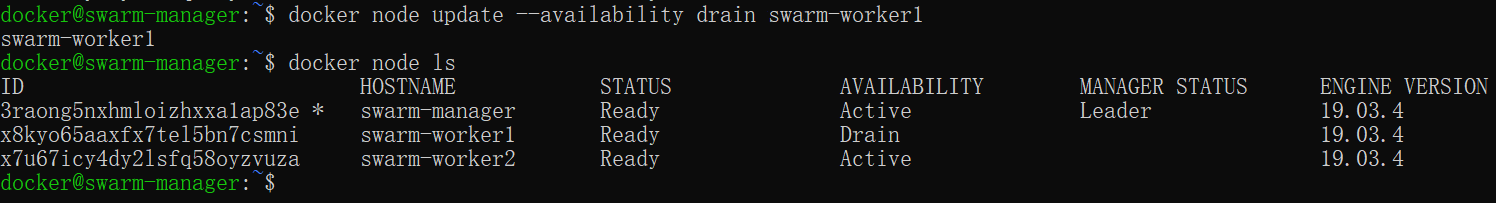 docker@swarm-manager:~$ docker node update --availability drain swarm-worker1
swarm-worker1
docker@swarm-manager:~$ docker node ls
ID HOSTNAME STATUS AVAILABILITY MANAGER STATUS ENGINE VERSION
3raong5nxhmloizhxxa1ap83e * swarm-manager Ready Active Leader 19.03.4
x8kyo65aaxfx7tel5bn7csmni swarm-worker1 Ready Drain 19.03.4
x7u67icy4dy2lsfq58oyzvuza swarm-worker2 Ready Active 19.03.4
docker@swarm-manager:~$